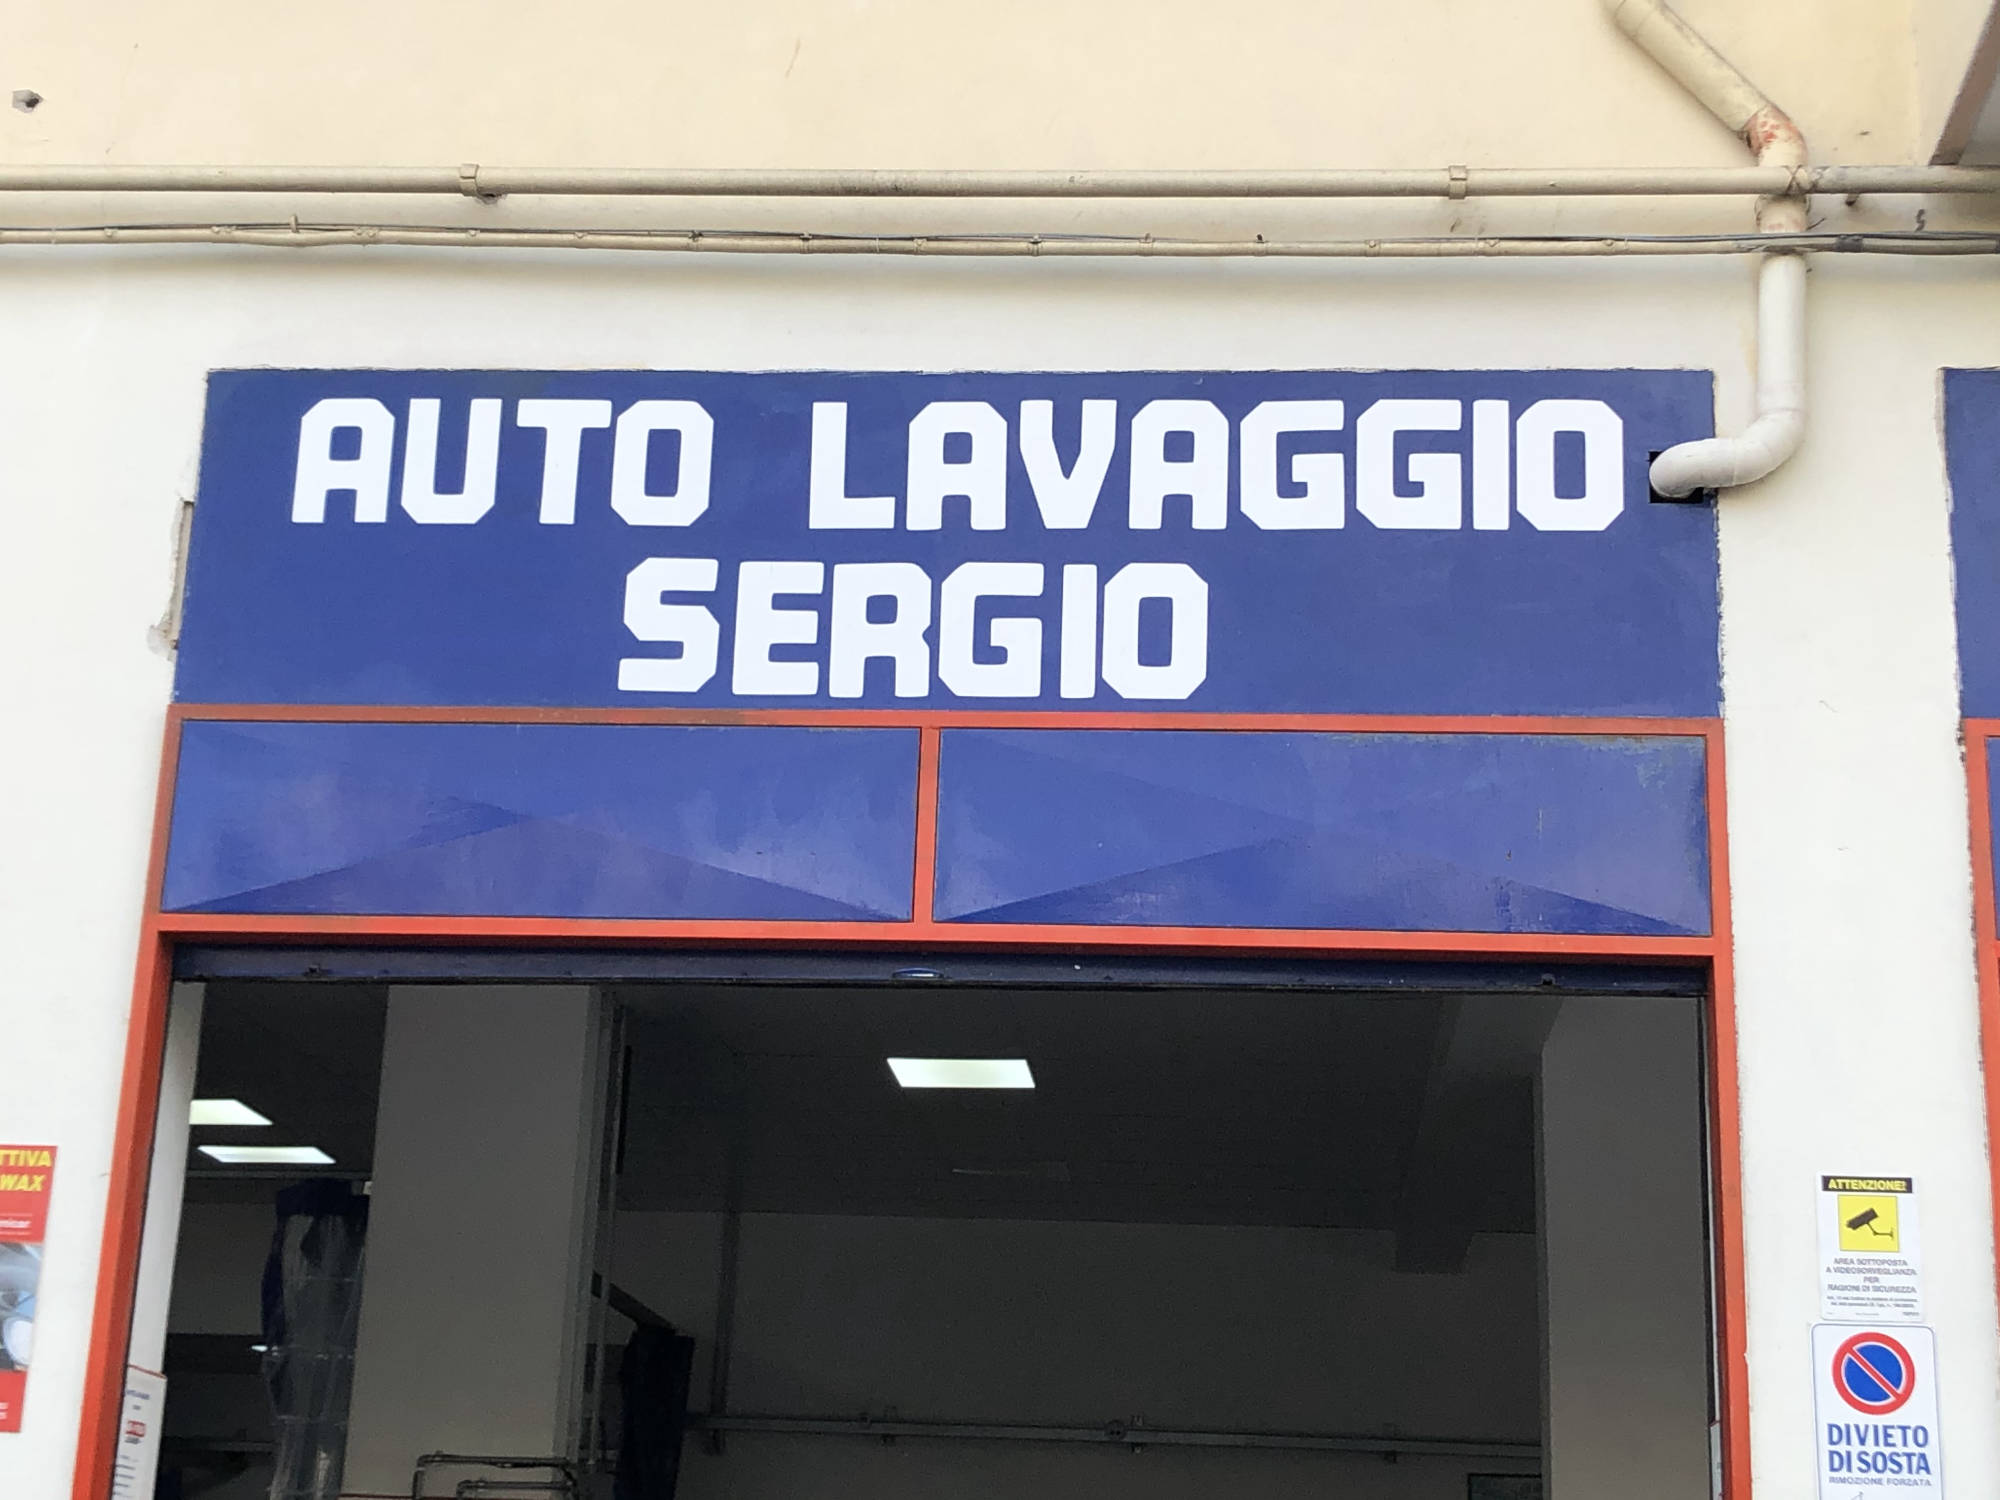 AUTO LAVAGGIO
SERGIO
TTIVA
WAX
ATTENZIONE!
AREA SOTTOPOSTA
A VIDEOSORVEGLIANZA
PER
RAGIONI DI SICUREZZA
DIVIETO
DI SOSTA
RIMOZIONE FORZATA